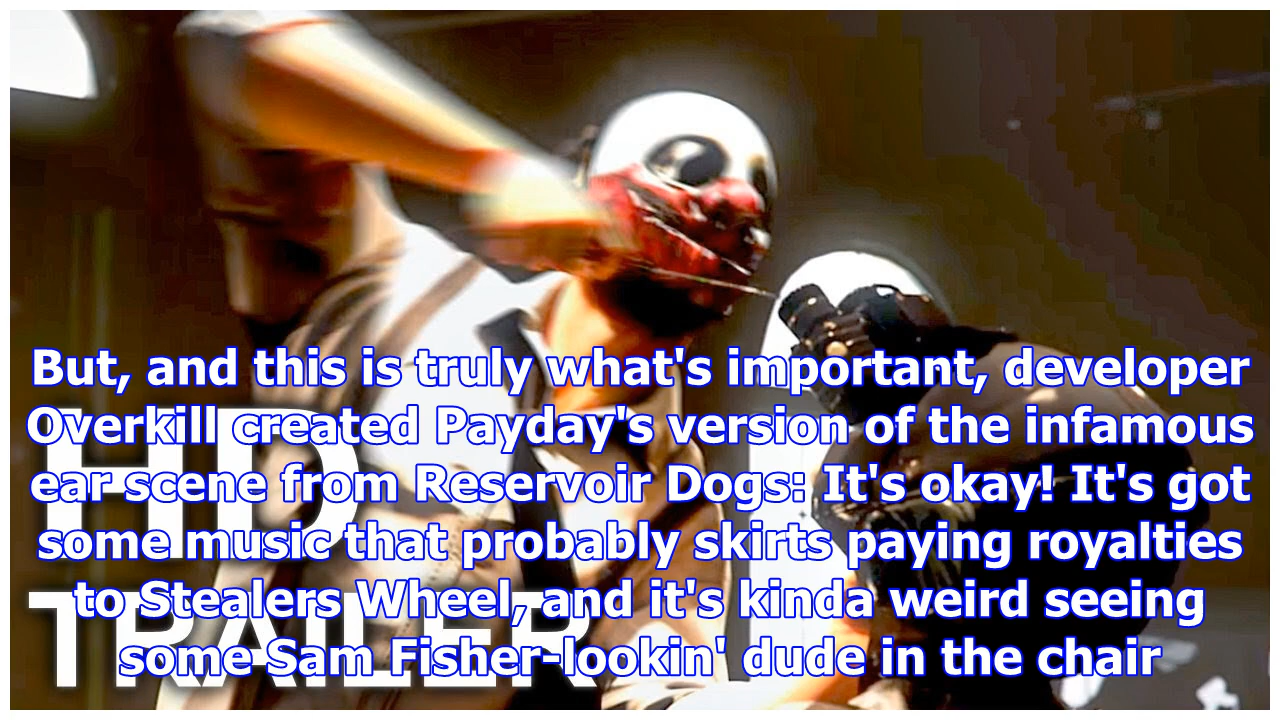 But, and this is truly what's important, developer
Overkill created Payday's version of the infamous
ear scene from Reservoir Dogs: It's okay! It's got
some music that probably skirts paying royalties
to Stealers Wheel, and it's kinda weird seeing
some Sam Fisher-lookin' dude in the chair
HD
TRAILER